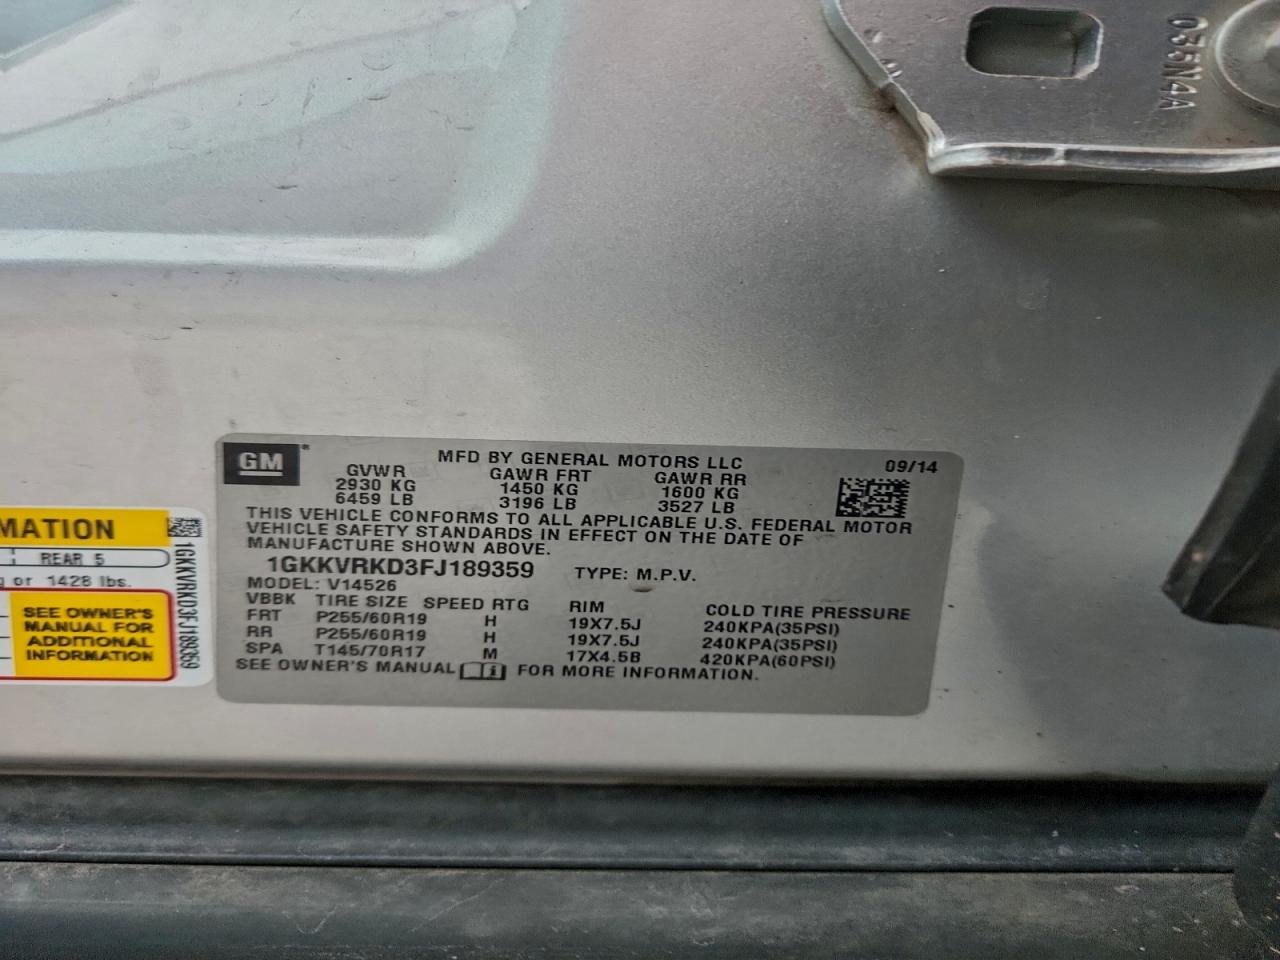 035N4A
GM
MFD BY GENERAL MOTORS LLC 09/14
GVWR GAWR FRT GAWR RR
2930 KG 1450 KG 1600 KG
6459 LB 3196 LB 3527 LB
THIS VEHICLE CONFORMS TO ALL APPLICABLE U.S. FEDERAL MOTOR
VEHICLE SAFETY STANDARDS IN EFFECT ON THE DATE OF
MANUFACTURE SHOWN ABOVE.
1GKKVRKD3FJ189359 TYPE: M.P.V.
MODEL: V14526
VBBK TIRE SIZE SPEED RTG RIM COLD TIRE PRESSURE
FRT P255/60R19 H 19X7.5J 240KPA(35PSI)
RR P255/60R19 H 19X7.5J 240KPA(35PSI)
SPA T145/70R17 M 17X4.5B 420KPA(60PSI)
SEE OWNER'S MANUAL FOR MORE INFORMATION.
MATION
REAR 5
g or 1428 lbs.
SEE OWNER'S
MANUAL FOR
ADDITIONAL
INFORMATION
1GKKVRKD3FJ189359